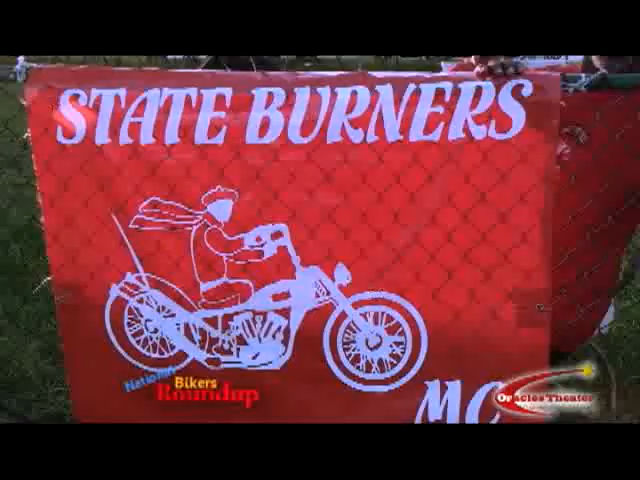 STATE BURNERS
MC
National
Bikers
Roundup
Oracles Theater